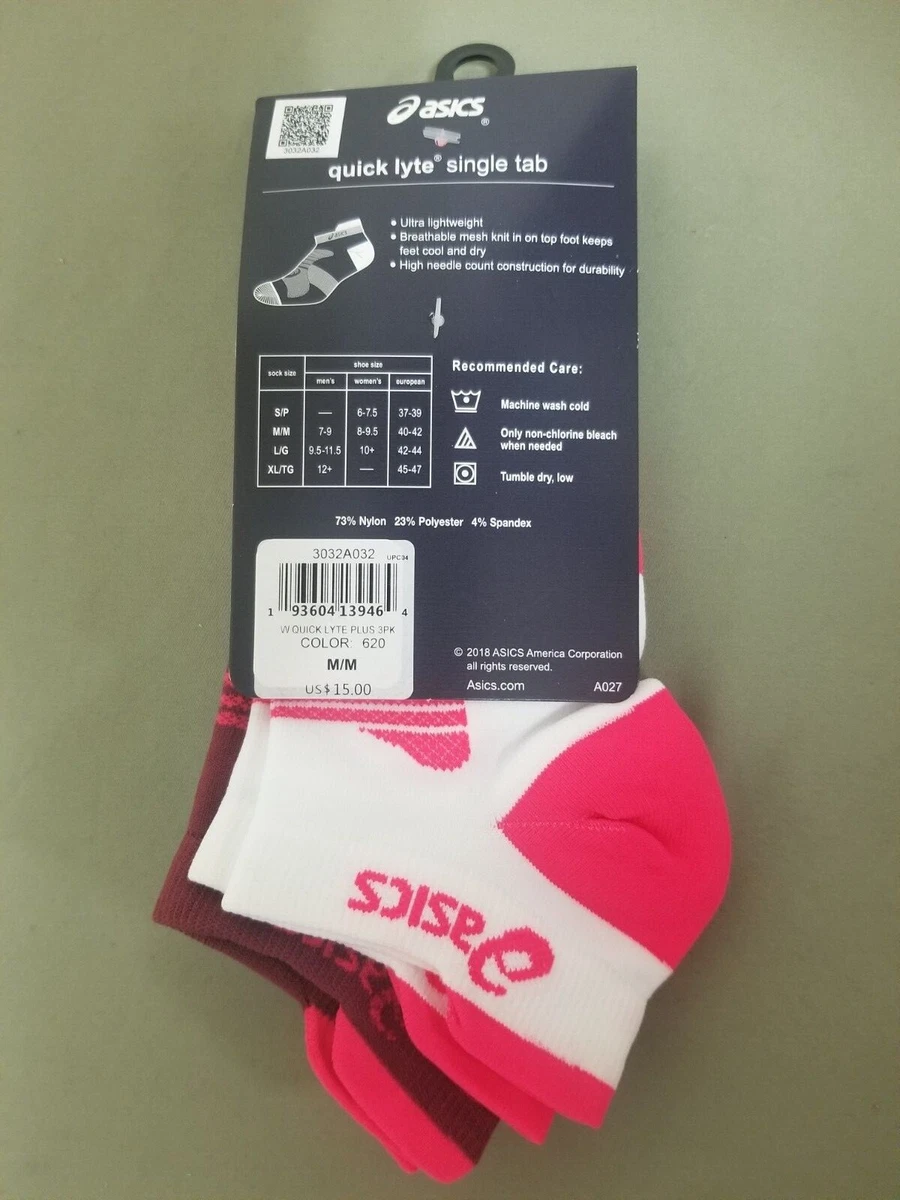 asics®
3032A032
quick lyte® single tab
asics
• Ultra lightweight
• Breathable mesh knit in on top foot keeps
feet cool and dry
• High needle count construction for durability
sock size shoe size
men's women's european
S/P — 6-7.5 37-39
M/M 7-9 8-9.5 40-42
L/G 9.5-11.5 10+ 42-44
XL/TG 12+ — 45-47
Recommended Care:
Machine wash cold
Only non-chlorine bleach
when needed
Tumble dry, low
73% Nylon 23% Polyester 4% Spandex
3032A032 UPC34
1 93604 13946 4
W QUICK LYTE PLUS 3PK
COLOR: 620
M/M
US$ 15.00
© 2018 ASICS America Corporation
all rights reserved.
Asics.com A027
asics
asics